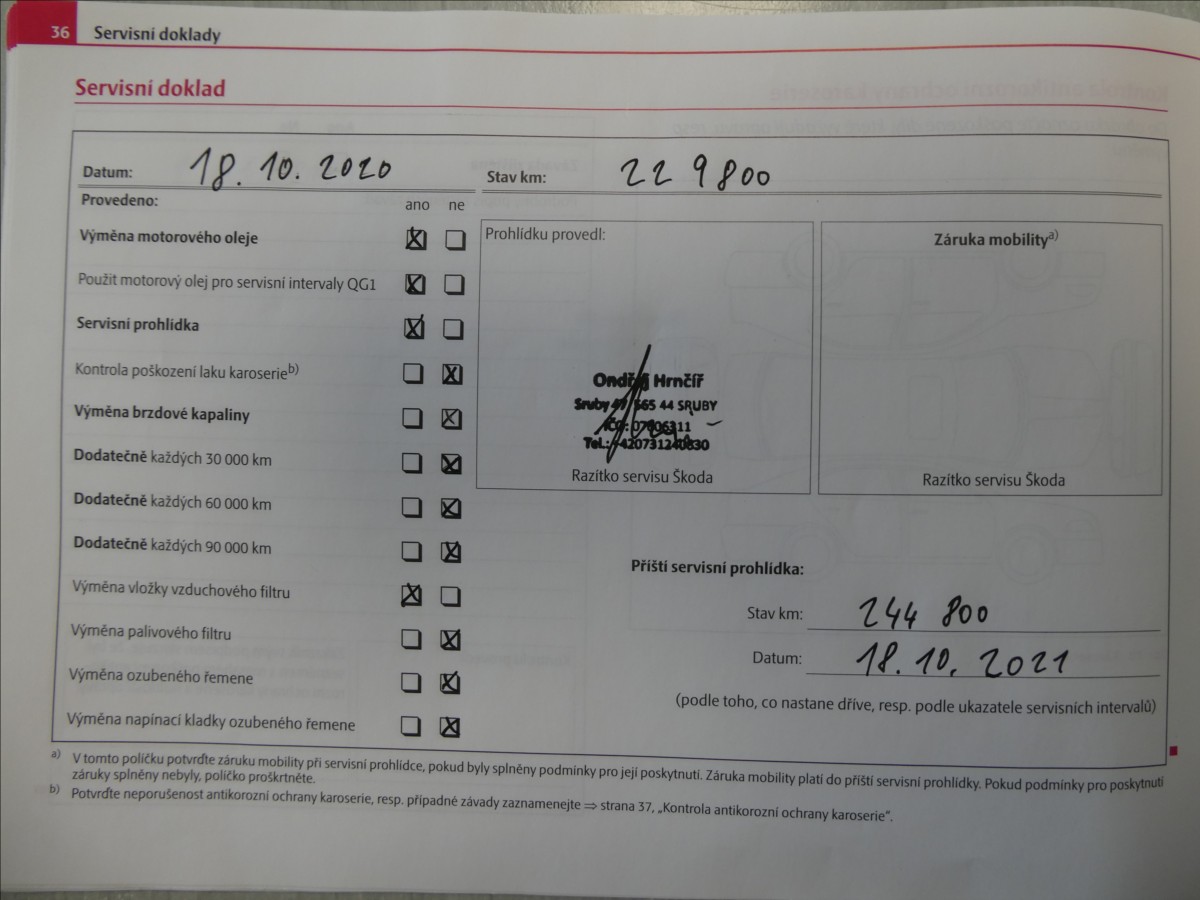 36 Servisní doklady
Servisní doklad
Datum: 18.10.2020 Stav km: 229800
Provedeno: ano ne
Výměna motorového oleje
Použit motorový olej pro servisní intervaly QG1
Servisní prohlídka
Kontrola poškození laku karoserie b)
Výměna brzdové kapaliny
Dodatečně každých 30 000 km
Dodatečně každých 60 000 km
Dodatečně každých 90 000 km
Výměna vložky vzduchového filtru
Výměna palivového filtru
Výměna ozubeného řemene
Výměna napínací kladky ozubeného řemene
Prohlídku provedl:
Ondřej Hrnčíř
Sruby 565 44 SRUBY
IČO:
Tel.:
Razítko servisu Škoda
Záruka mobility a)
Razítko servisu Škoda
Příští servisní prohlídka:
Stav km: 244 800
Datum: 18.10.2021
(podle toho, co nastane dříve, resp. podle ukazatele servisních intervalů)
a) V tomto políčku potvrďte záruku mobility při servisní prohlídce, pokud byly splněny podmínky pro její poskytnutí. Záruka mobility platí do příští servisní prohlídky. Pokud podmínky pro poskytnutí
záruky splněny nebyly, políčko proškrtněte.
b) Potvrďte neporušenost antikorozní ochrany karoserie, resp. případné závady zaznamenejte ⇒ strana 37, „Kontrola antikorozní ochrany karoserie“.